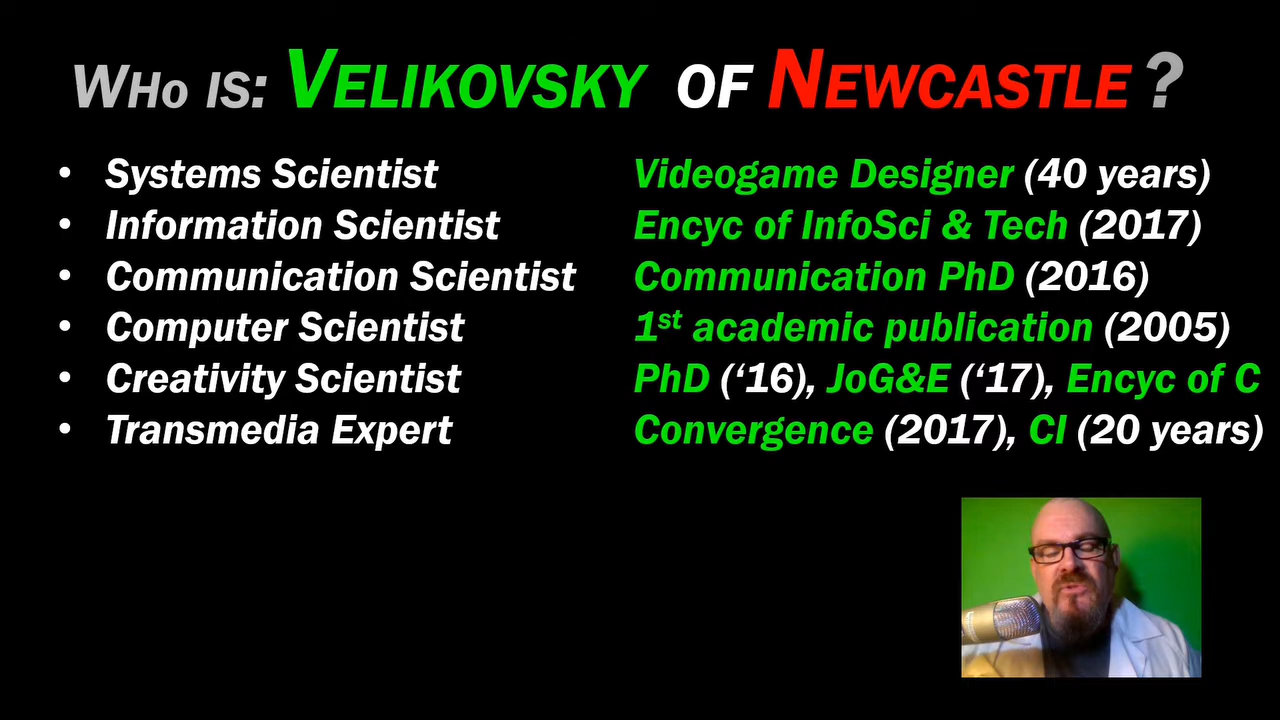 WHO IS: VELIKOVSKY OF NEWCASTLE ?
• Systems Scientist Videogame Designer (40 years)
• Information Scientist Encyc of InfoSci & Tech (2017)
• Communication Scientist Communication PhD (2016)
• Computer Scientist 1st academic publication (2005)
• Creativity Scientist PhD (‘16), JoG&E (‘17), Encyc of C
• Transmedia Expert Convergence (2017), CI (20 years)